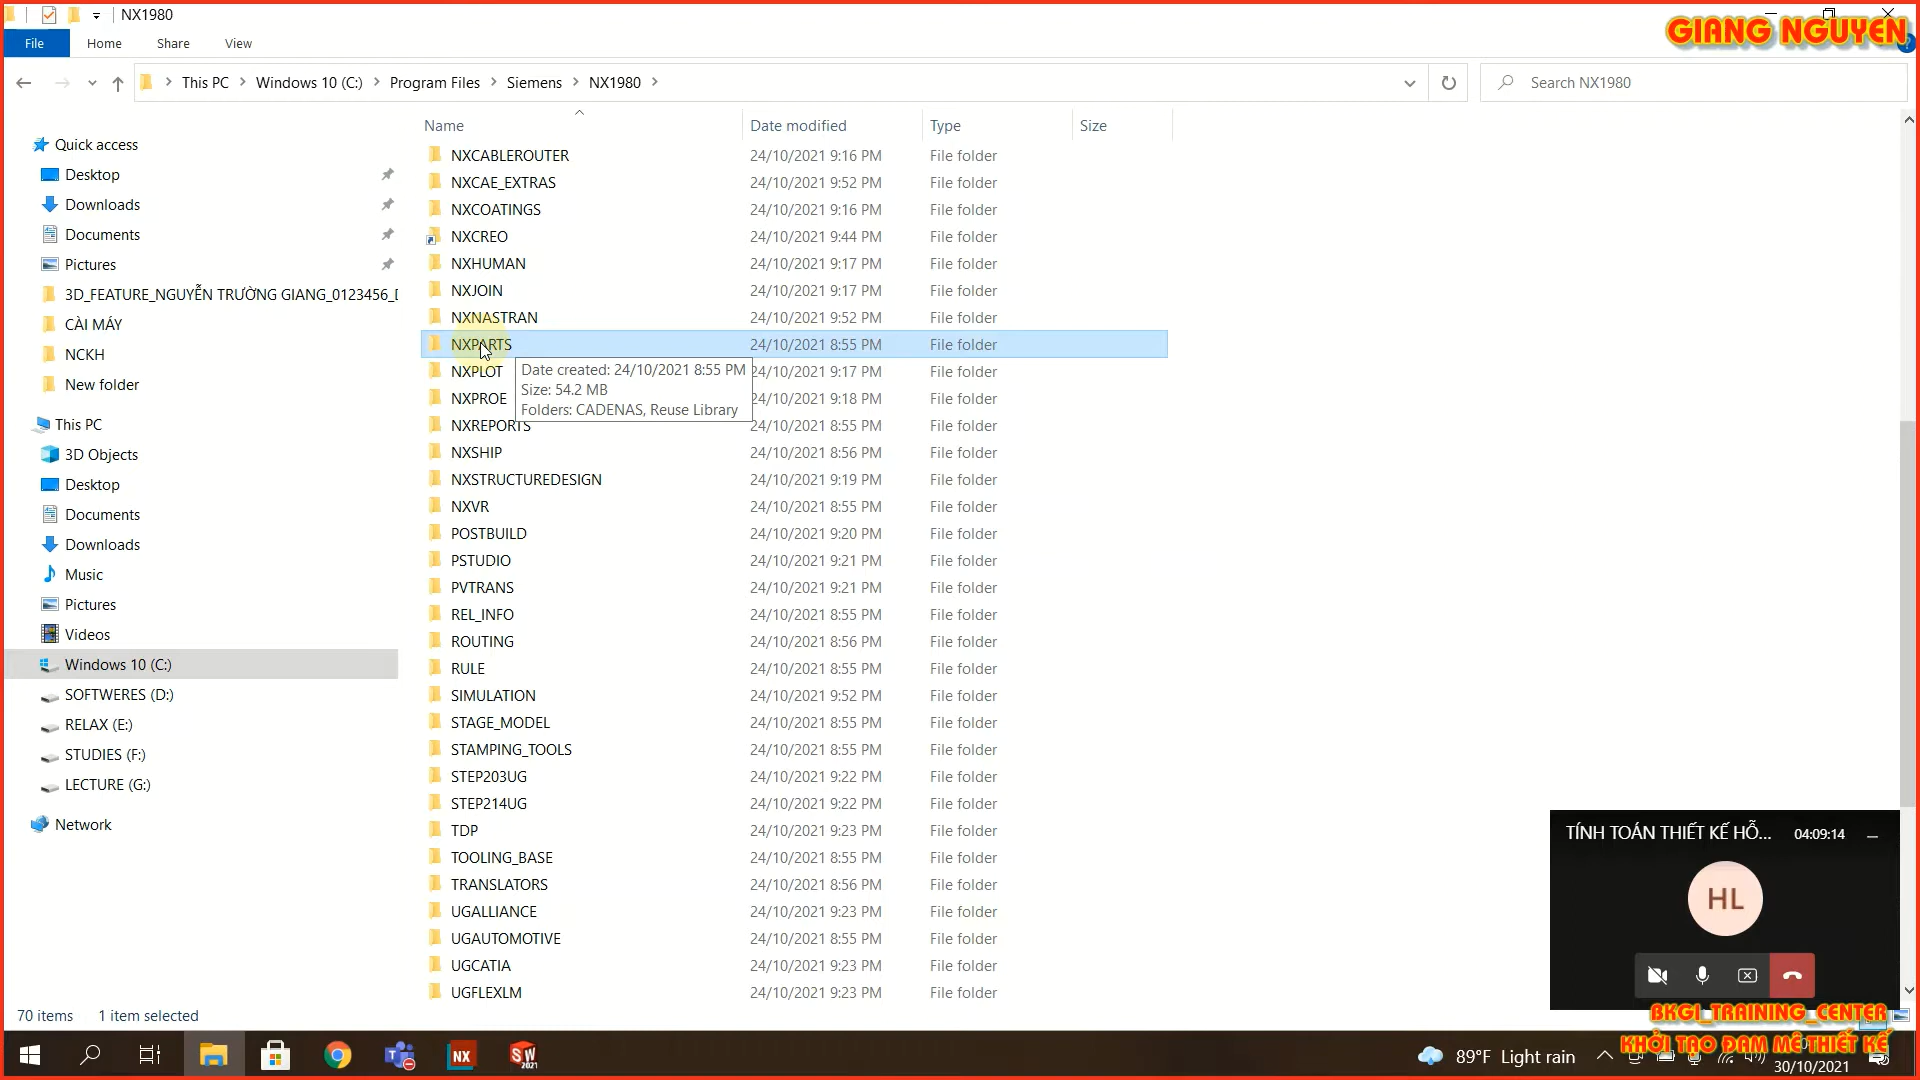 NX1980
GIANG NGUYEN
File Home Share View
This PC Windows 10 (C:) Program Files Siemens NX1980
Search NX1980
Name Date modified Type Size
Quick access
Desktop
Downloads
Documents
Pictures
3D_FEATURE_NGUYỄN TRƯỜNG GIANG_0123456_
CÀI MÁY
NCKH
New folder
This PC
3D Objects
Desktop
Documents
Downloads
Music
Pictures
Videos
Windows 10 (C:)
SOFTWERES (D:)
RELAX (E:)
STUDIES (F:)
LECTURE (G:)
Network
NXCABLEROUTER 24/10/2021 9:16 PM File folder
NXCAE_EXTRAS 24/10/2021 9:52 PM File folder
NXCOATINGS 24/10/2021 9:16 PM File folder
NXCREO 24/10/2021 9:44 PM File folder
NXHUMAN 24/10/2021 9:17 PM File folder
NXJOIN 24/10/2021 9:17 PM File folder
NXNASTRAN 24/10/2021 9:52 PM File folder
NXPARTS 24/10/2021 8:55 PM File folder
NXPLOT 24/10/2021 9:17 PM File folder
NXPROE 24/10/2021 9:18 PM File folder
NXREPORTS 24/10/2021 8:55 PM File folder
NXSHIP 24/10/2021 8:56 PM File folder
NXSTRUCTUREDESIGN 24/10/2021 9:19 PM File folder
NXVR 24/10/2021 8:55 PM File folder
POSTBUILD 24/10/2021 9:20 PM File folder
PSTUDIO 24/10/2021 9:21 PM File folder
PVTRANS 24/10/2021 9:21 PM File folder
REL_INFO 24/10/2021 8:55 PM File folder
ROUTING 24/10/2021 8:56 PM File folder
RULE 24/10/2021 8:55 PM File folder
SIMULATION 24/10/2021 9:52 PM File folder
STAGE_MODEL 24/10/2021 8:55 PM File folder
STAMPING_TOOLS 24/10/2021 8:55 PM File folder
STEP203UG 24/10/2021 9:22 PM File folder
STEP214UG 24/10/2021 9:22 PM File folder
TDP 24/10/2021 9:23 PM File folder
TOOLING_BASE 24/10/2021 8:55 PM File folder
TRANSLATORS 24/10/2021 8:56 PM File folder
UGALLIANCE 24/10/2021 9:23 PM File folder
UGAUTOMOTIVE 24/10/2021 8:55 PM File folder
UGCATIA 24/10/2021 9:23 PM File folder
UGFLEXLM 24/10/2021 9:23 PM File folder
Date created: 24/10/2021 8:55 PM
Size: 54.2 MB
Folders: CADENAS, Reuse Library
TÍNH TOÁN THIẾT KẾ HỖ... 04:09:14
HL
70 items 1 item selected
BKGI_TRAINING_CENTER
KHỞI TẠO ĐAM MÊ THIẾT KẾ
NX
SW
2021
89°F Light rain
30/10/2021